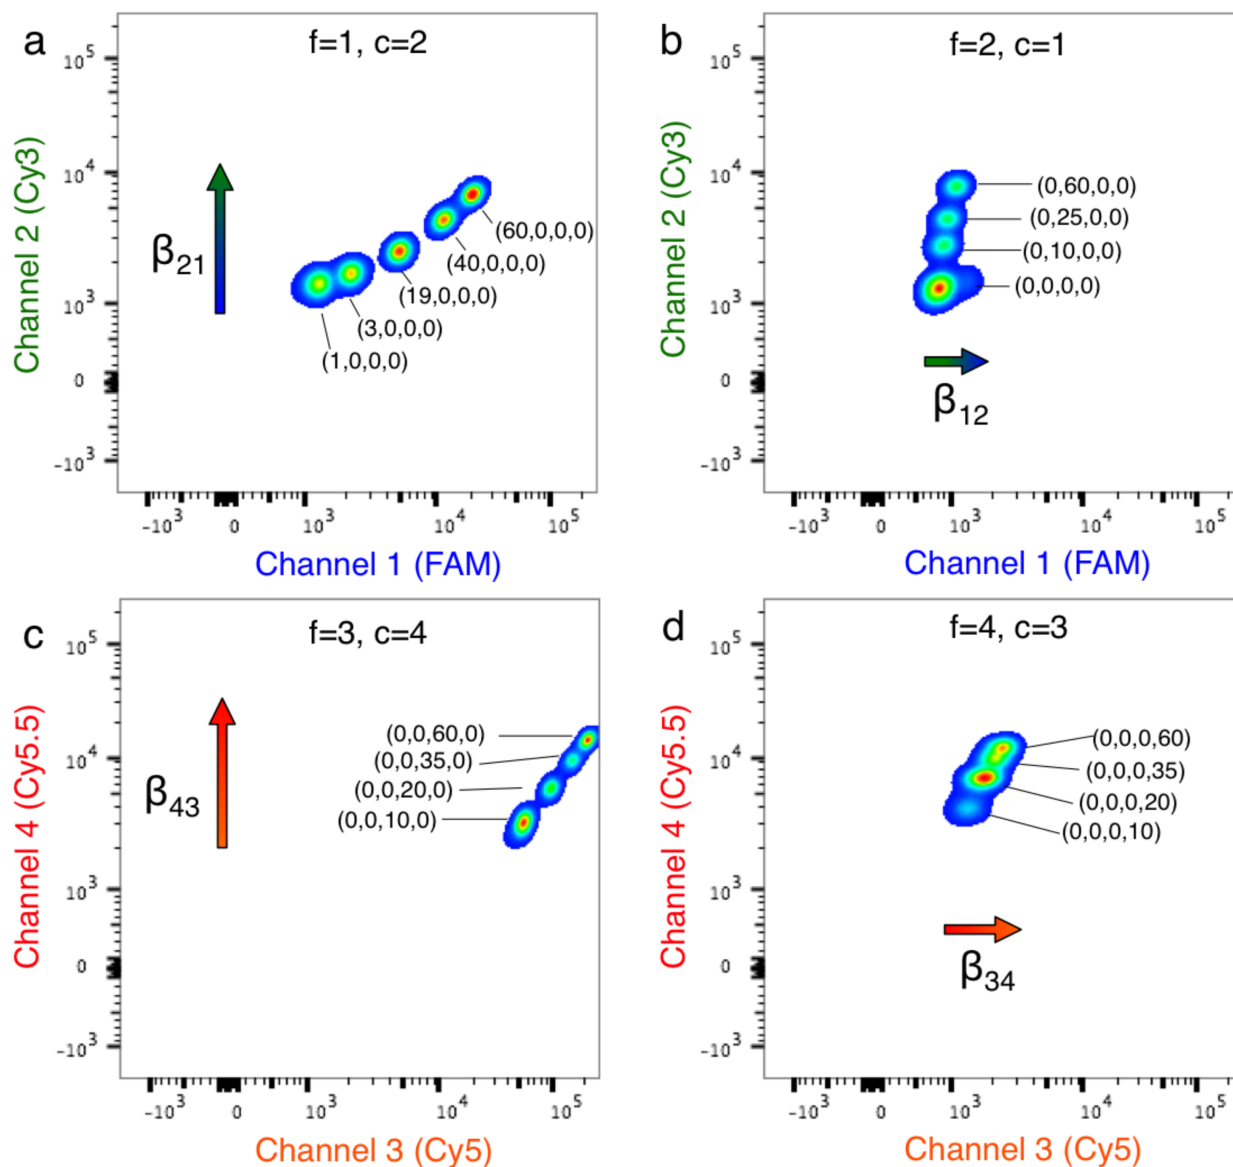 a
f=1, c=2
10^5
10^4
10^3
0
-10^3
Channel 2 (Cy3)
β21
(60,0,0,0)
(40,0,0,0)
(19,0,0,0)
(3,0,0,0)
(1,0,0,0)
-10^3 0 10^3 10^4 10^5
Channel 1 (FAM)
b
f=2, c=1
10^5
10^4
10^3
0
-10^3
Channel 2 (Cy3)
(0,60,0,0)
(0,25,0,0)
(0,10,0,0)
(0,0,0,0)
β12
-10^3 0 10^3 10^4 10^5
Channel 1 (FAM)
c
f=3, c=4
10^5
10^4
10^3
0
-10^3
Channel 4 (Cy5.5)
β43
(0,0,60,0)
(0,0,35,0)
(0,0,20,0)
(0,0,10,0)
-10^3 0 10^3 10^4 10^5
Channel 3 (Cy5)
d
f=4, c=3
10^5
10^4
10^3
0
-10^3
Channel 4 (Cy5.5)
(0,0,0,60)
(0,0,0,35)
(0,0,0,20)
(0,0,0,10)
β34
-10^3 0 10^3 10^4 10^5
Channel 3 (Cy5)